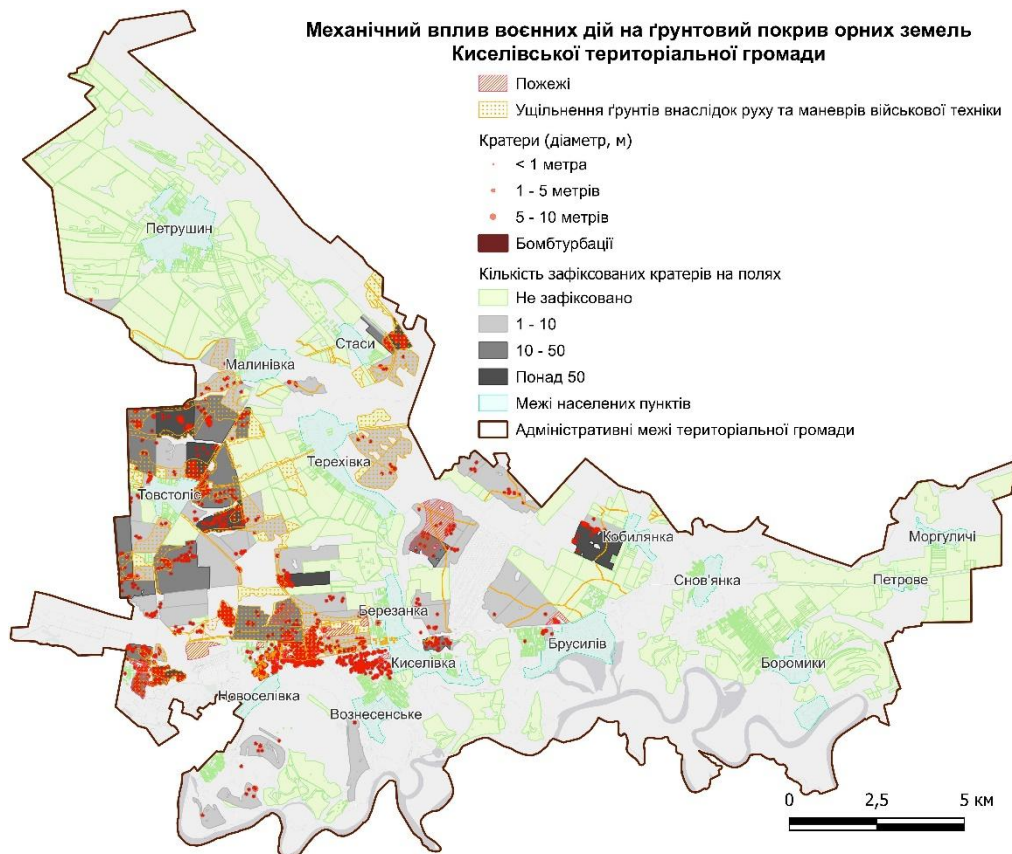 Механічний вплив воєнних дій на ґрунтовий покрив орних земель
Киселівської територіальної громади
Пожежі
Ущільнення ґрунтів внаслідок руху та маневрів військової техніки
Кратери (діаметр, м)
< 1 метра
1 - 5 метрів
5 - 10 метрів
Бомбтурбації
Кількість зафіксованих кратерів на полях
Не зафіксовано
1 - 10
10 - 50
Понад 50
Межі населених пунктів
Адміністративні межі територіальної громади
Петрушин
Стаси
Малинівка
Терехівка
Товстоліс
Кобилянка
Моргуличі
Снов'янка
Петрове
Березанка
Брусилів
Киселівка
Боромики
Новоселівка
Вознесенське
0 2,5 5 км